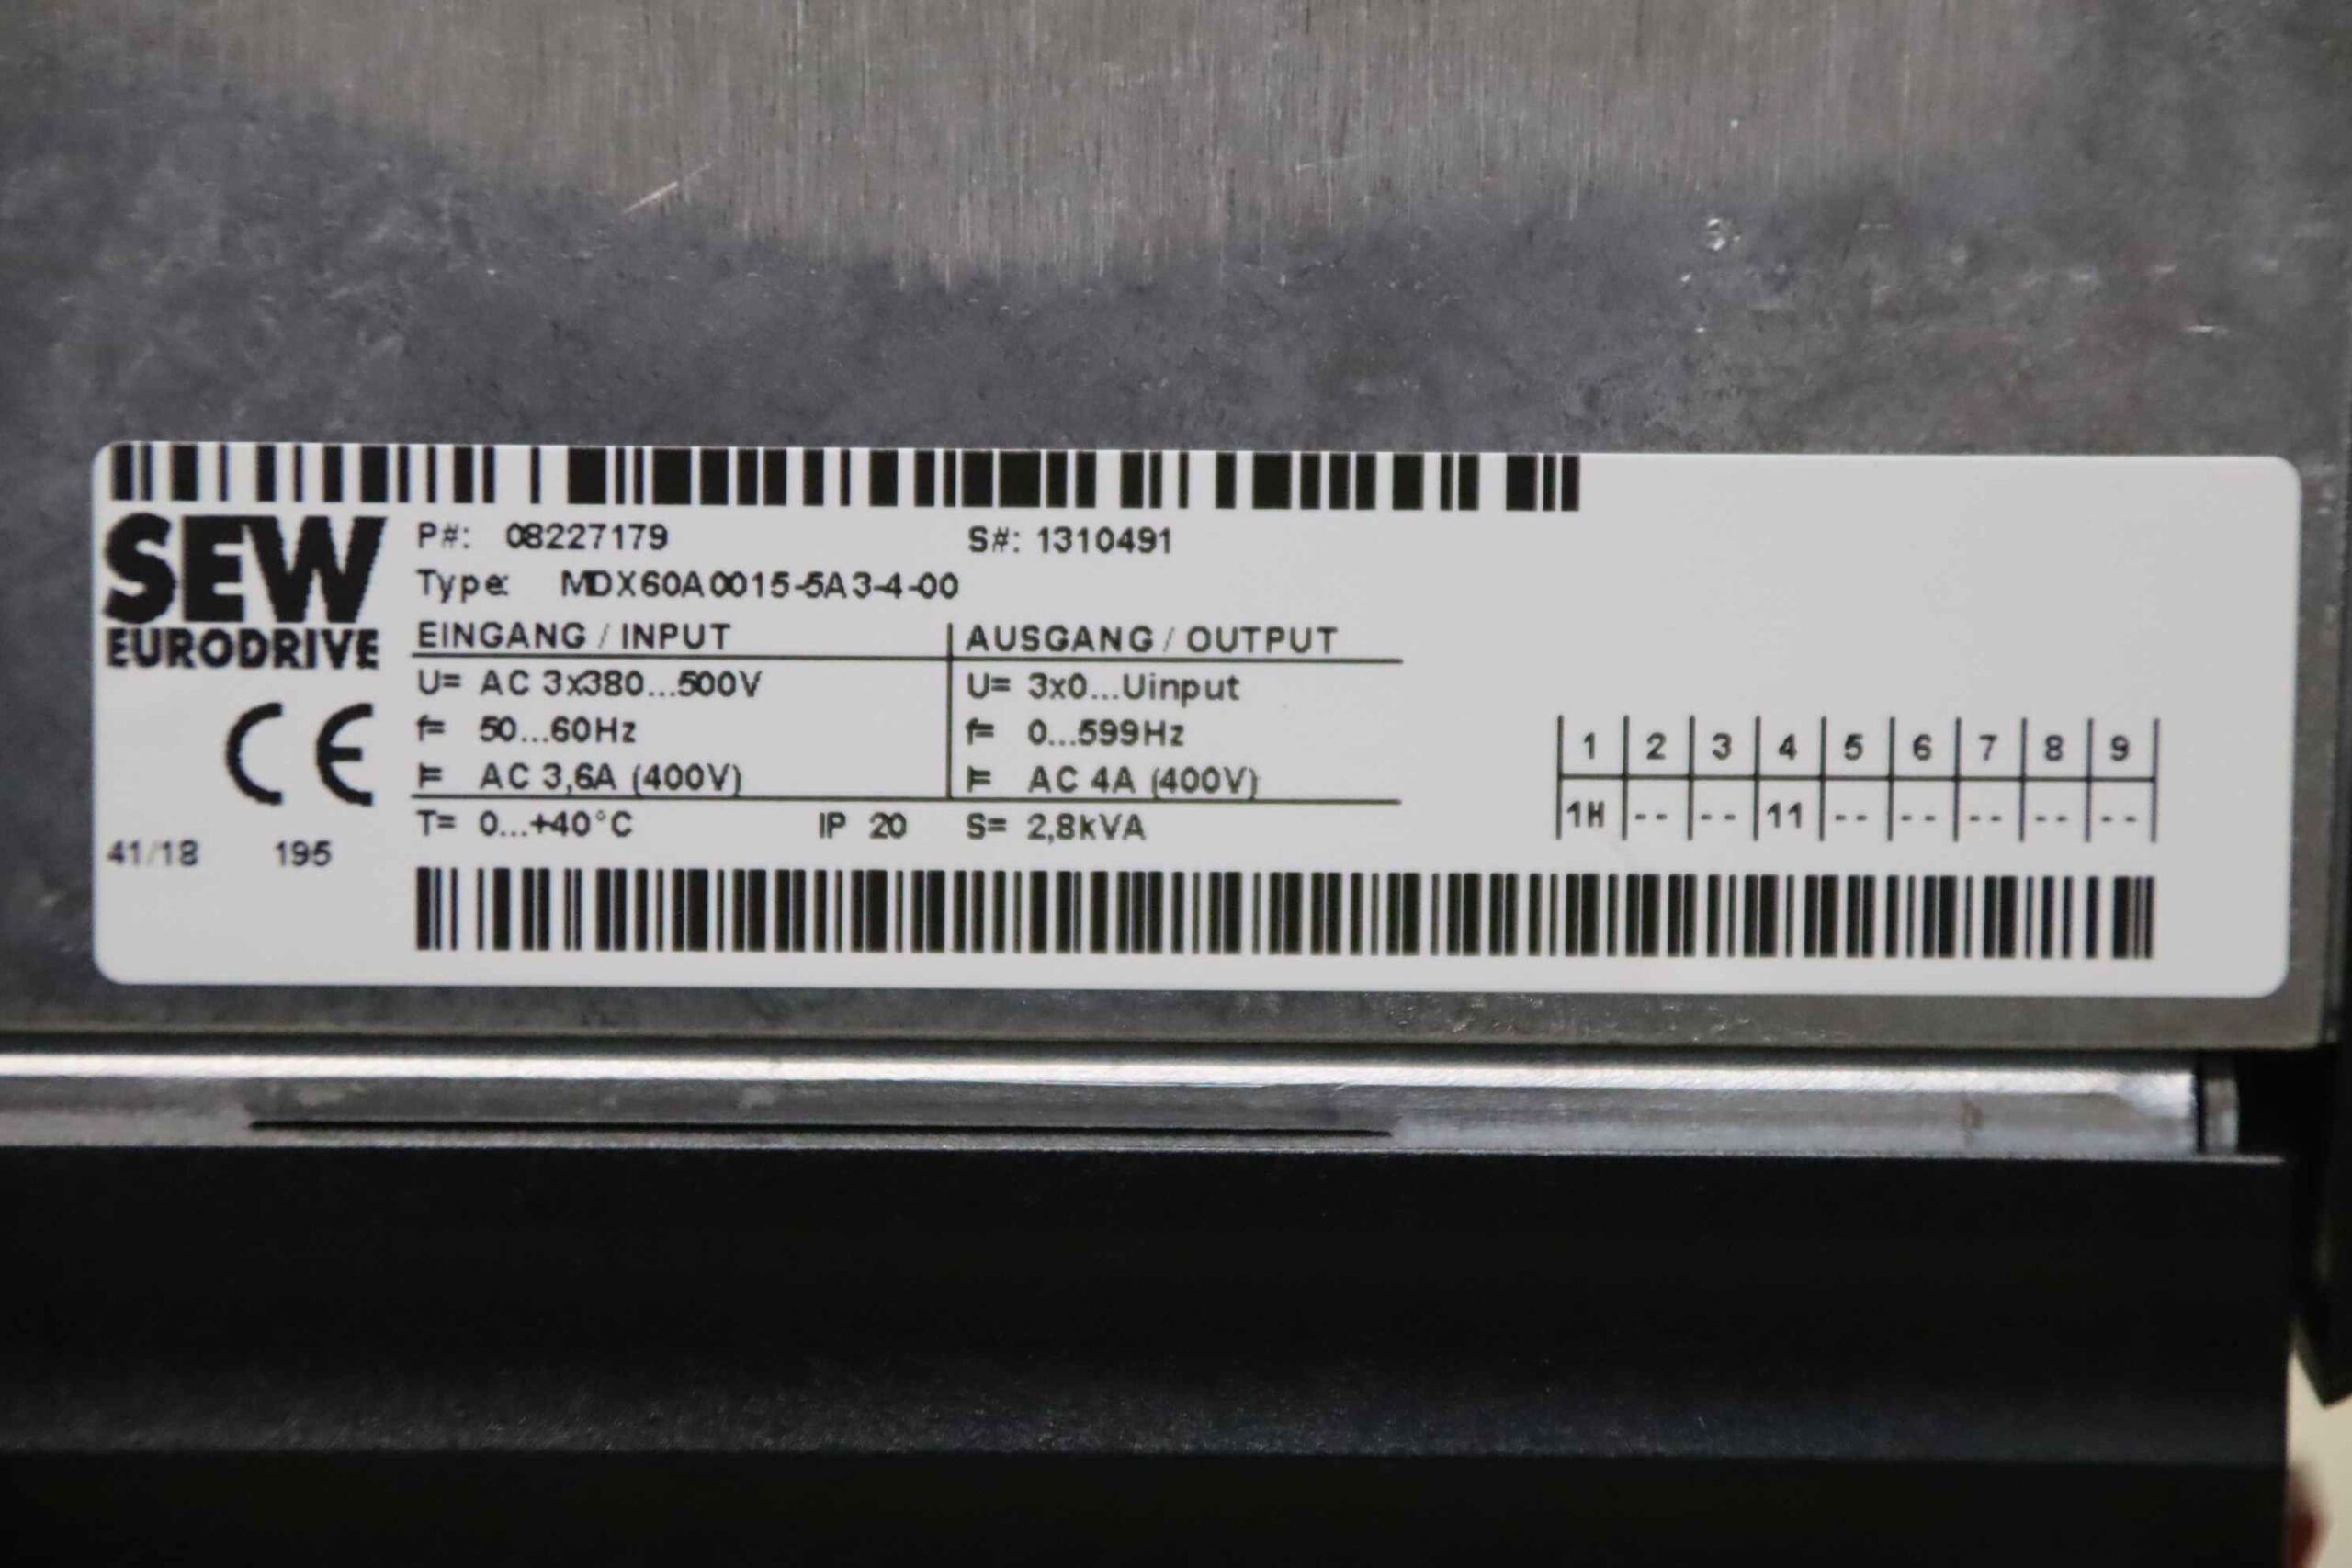 SEW
EURODRIVE
P#: 08227179 S#: 1310491
Type: MDX60A0015-5A3-4-00
EINGANG / INPUT AUSGANG / OUTPUT
U= AC 3x380...500V U= 3x0...Uinput
f= 50...60Hz f= 0...599Hz
I= AC 3,6A (400V) I= AC 4A (400V)
T= 0...+40°C IP 20 S= 2,8kVA
CE
41/18 195
1 2 3 4 5 6 7 8 9
1H -- -- 11 -- -- -- -- --